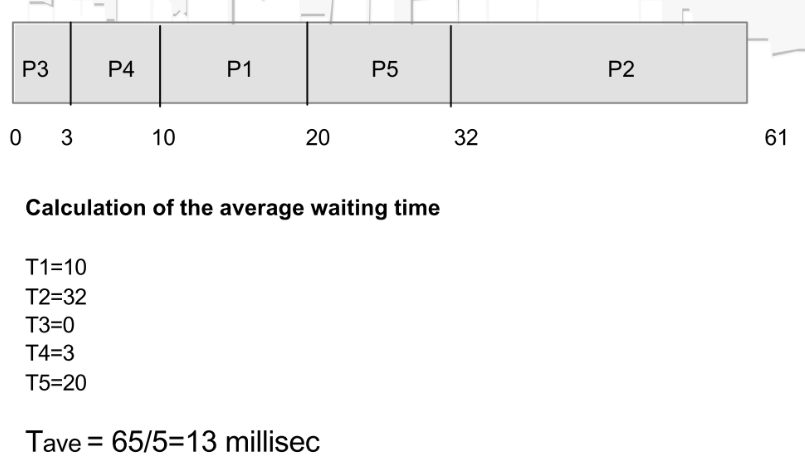 P3 P4 P1 P5 P2
0 3 10 20 32 61
Calculation of the average waiting time
T1=10
T2=32
T3=0
T4=3
T5=20
Tave = 65/5=13 millisec